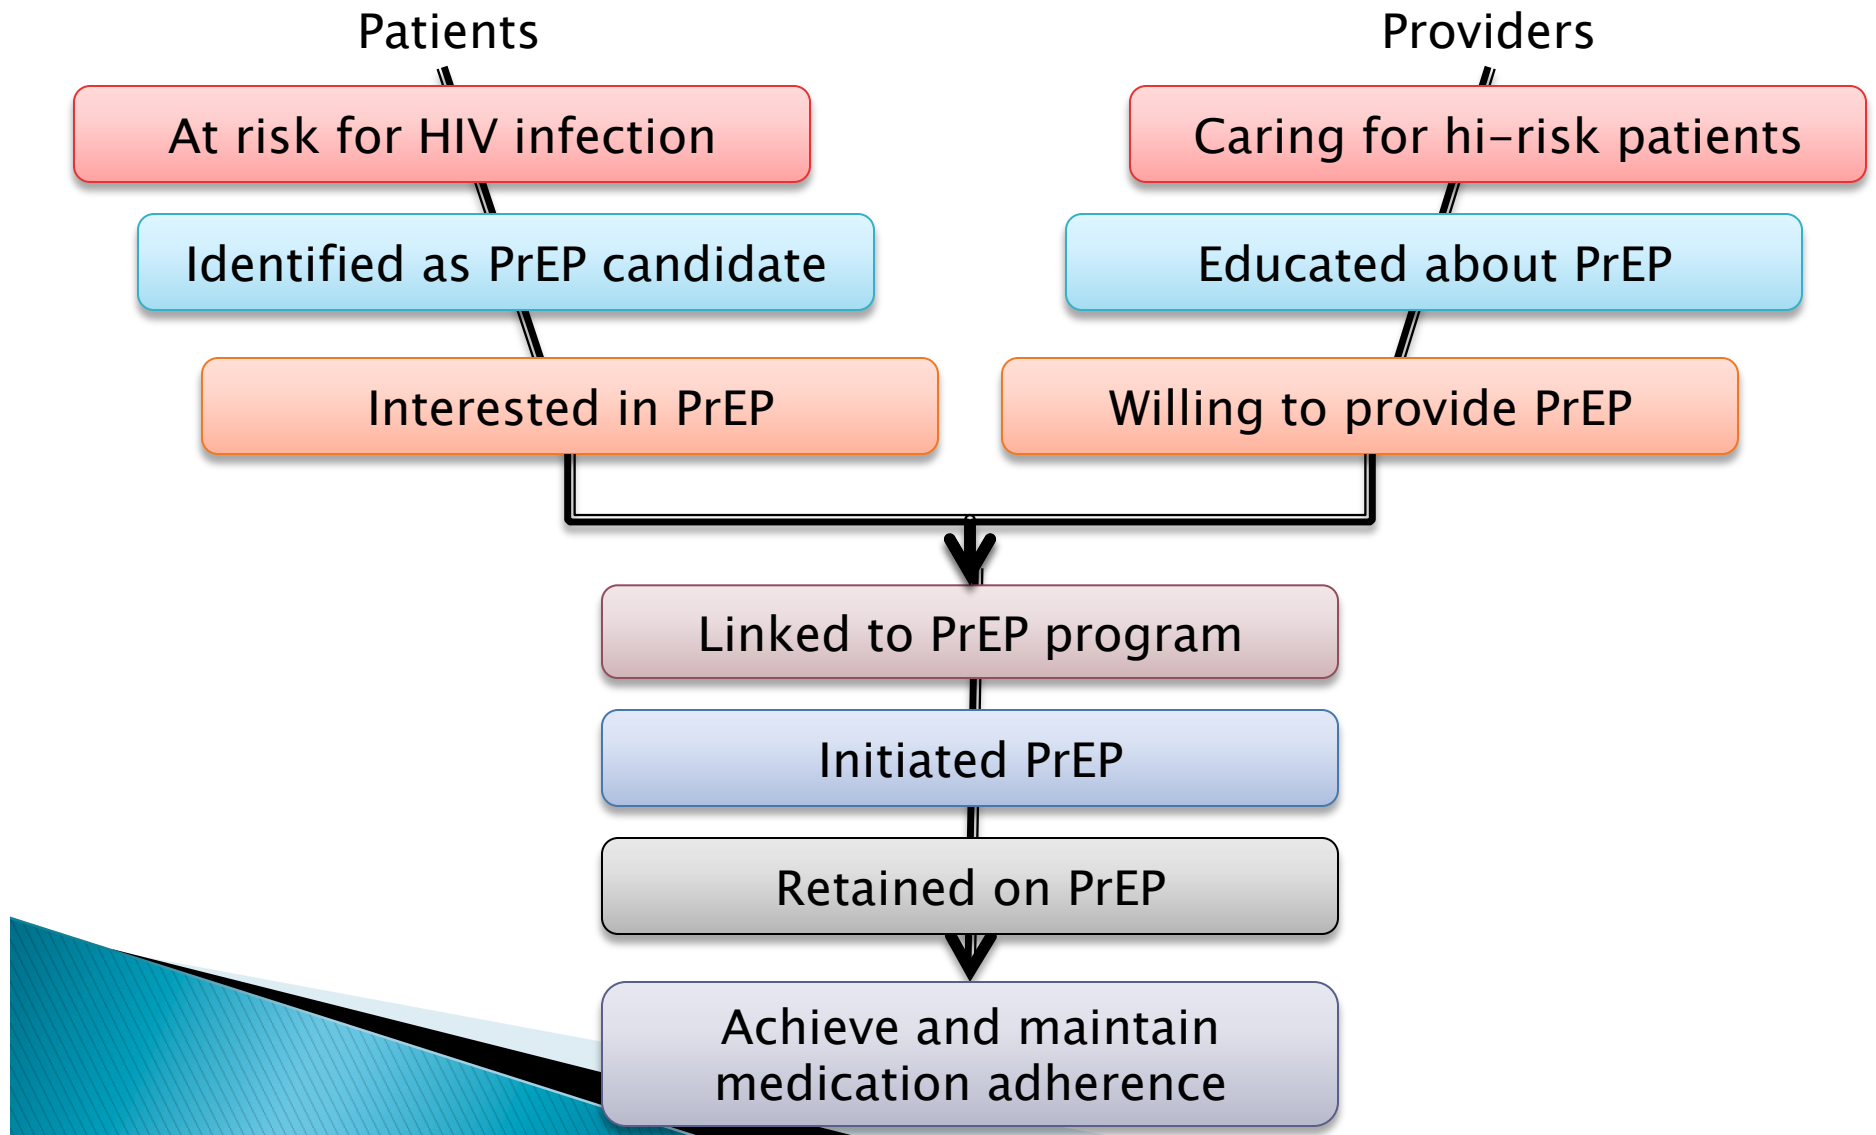 Patients
Providers
At risk for HIV infection
Caring for hi-risk patients
Identified as PrEP candidate
Educated about PrEP
Interested in PrEP
Willing to provide PrEP
Linked to PrEP program
Initiated PrEP
Retained on PrEP
Achieve and maintain
medication adherence